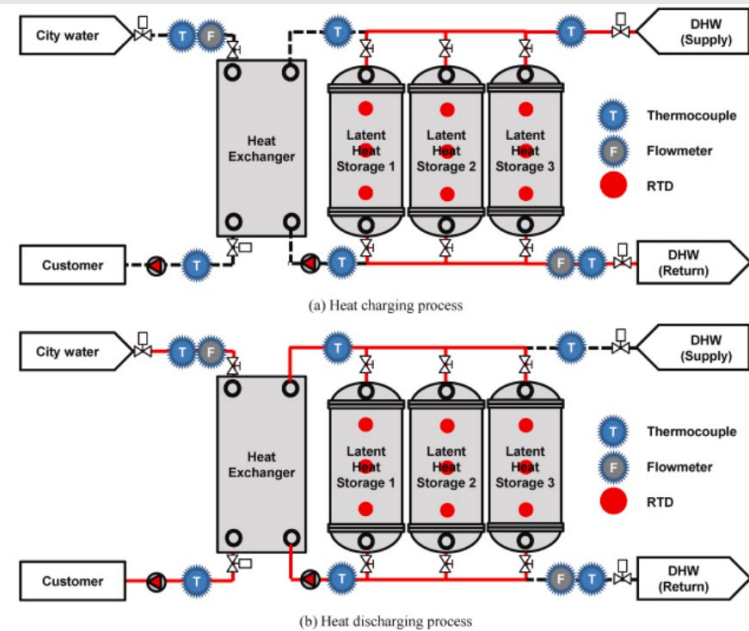 City water
T
F
T
T
DHW
(Supply)
Heat
Exchanger
Latent
Heat
Storage 1
Latent
Heat
Storage 2
Latent
Heat
Storage 3
T
Thermocouple
F
Flowmeter
RTD
Customer
T
T
F
T
DHW
(Return)
(a) Heat charging process
City water
T
F
T
T
DHW
(Supply)
Heat
Exchanger
Latent
Heat
Storage 1
Latent
Heat
Storage 2
Latent
Heat
Storage 3
T
Thermocouple
F
Flowmeter
RTD
Customer
T
T
F
T
DHW
(Return)
(b) Heat discharging process